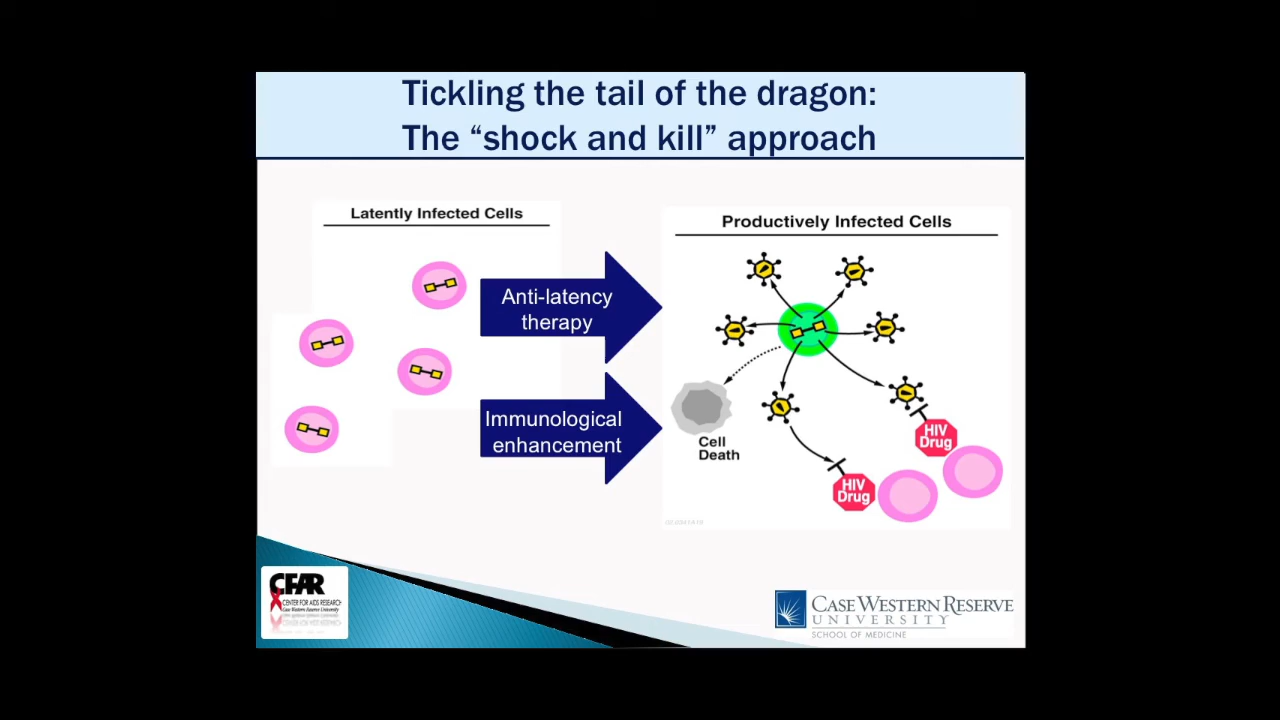 Tickling the tail of the dragon:
The “shock and kill” approach
Latently Infected Cells
Productively Infected Cells
Anti-latency
therapy
Immunological
enhancement
Cell
Death
HIV
Drug
HIV
Drug
CFAR
CENTER FOR AIDS RESEARCH
Case Western Reserve University
CASE WESTERN RESERVE
UNIVERSITY
SCHOOL OF MEDICINE